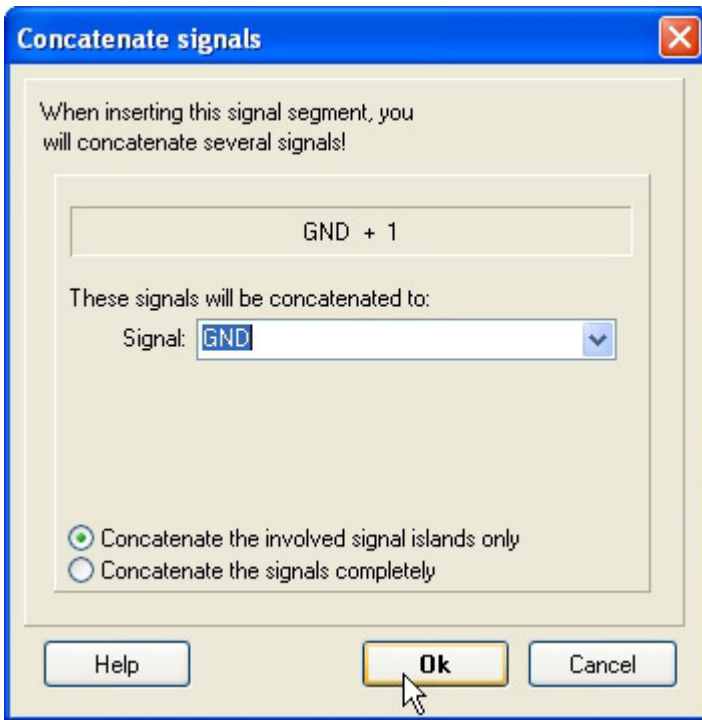 Concatenate signals
When inserting this signal segment, you
will concatenate several signals!
GND + 1
These signals will be concatenated to:
Signal: GND
Concatenate the involved signal islands only
Concatenate the signals completely
Help Ok Cancel